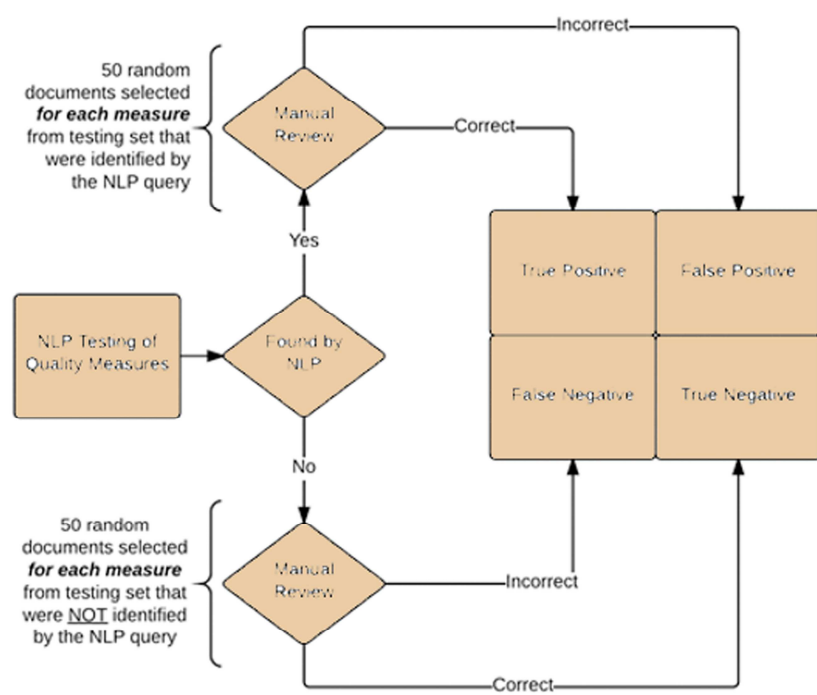 Incorrect
50 random
documents selected
for each measure
from testing set that
were identified by
the NLP query
Manual
Review
Correct
Yes
True Positive
False Positive
NLP Testing of
Quality Measures
Found by
NLP
False Negative
True Negative
No
50 random
documents selected
for each measure
from testing set that
were NOT identified
by the NLP query
Manual
Review
Incorrect
Correct